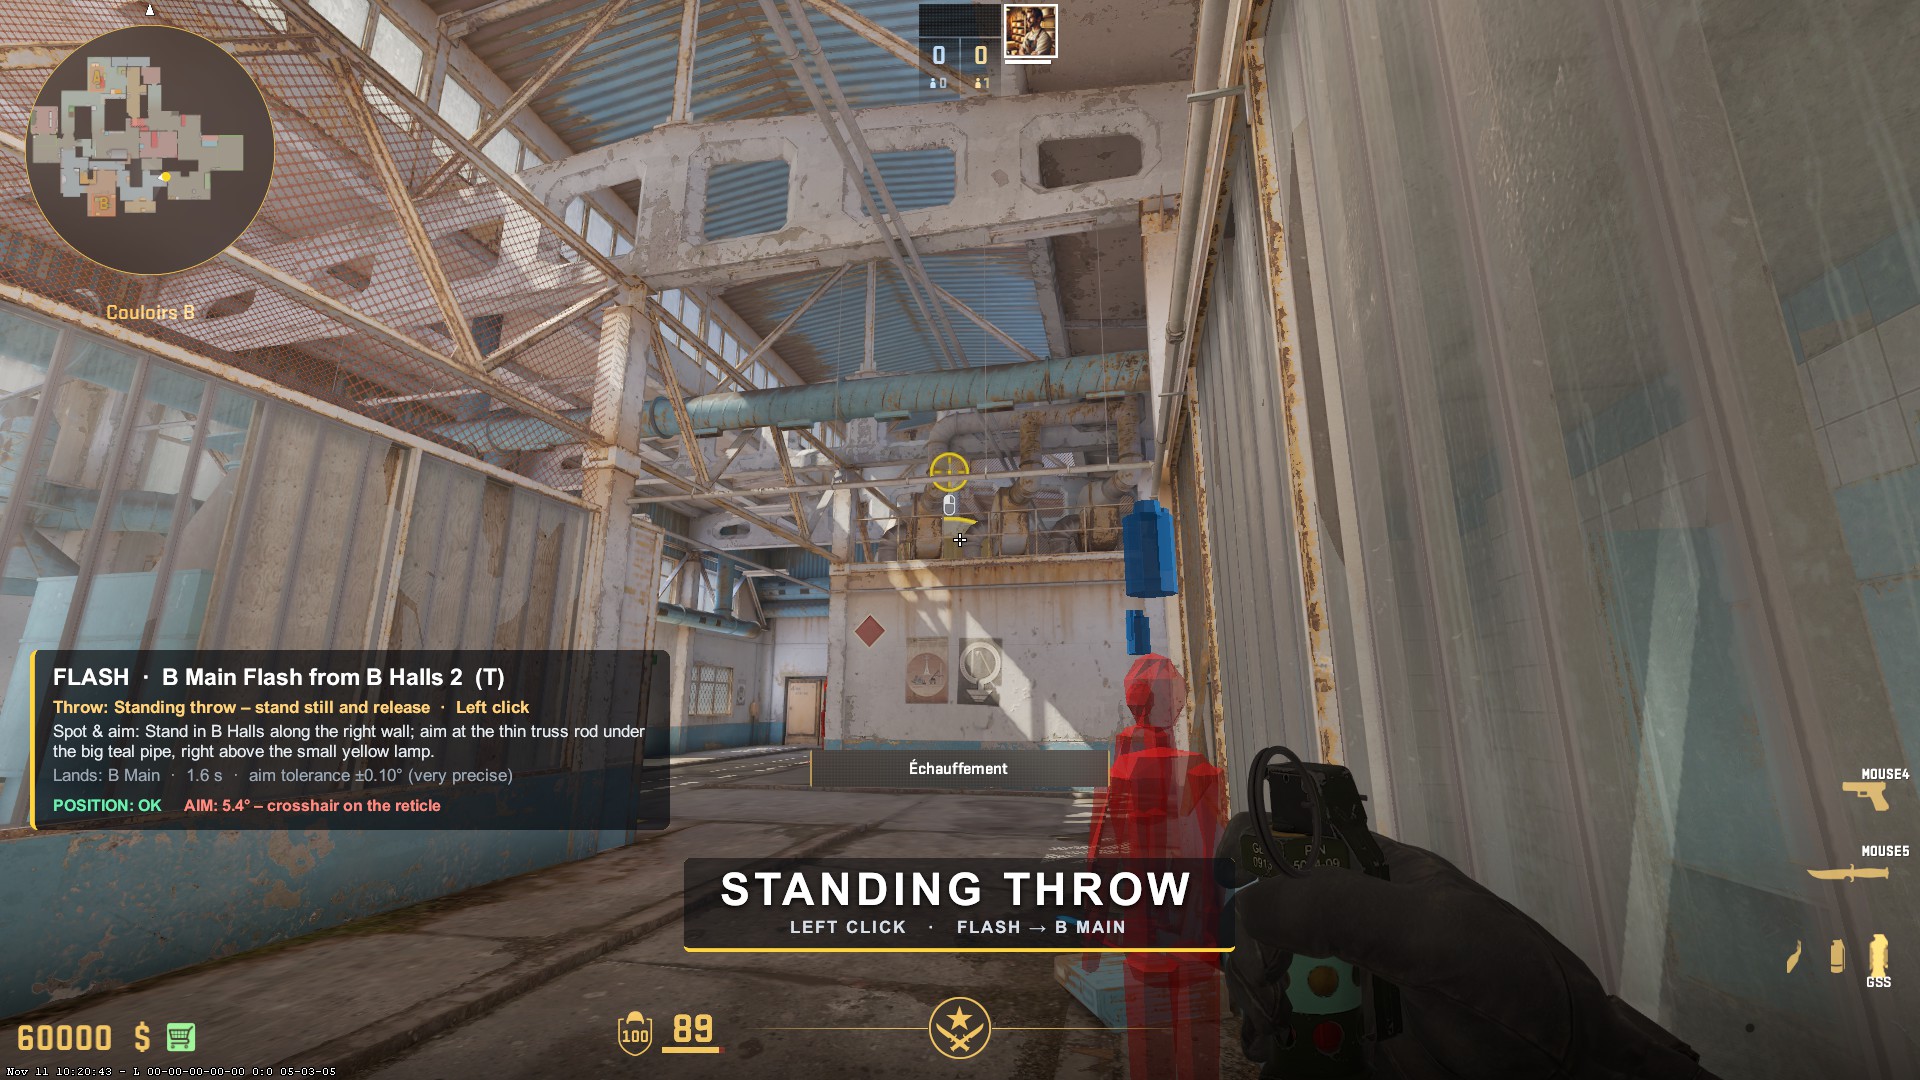 0 0
0 1
A
B
Couloirs B
FLASH · B Main Flash from B Halls 2 (T)
Throw: Standing throw – stand still and release · Left click
Spot & aim: Stand in B Halls along the right wall; aim at the thin truss rod under
the big teal pipe, right above the small yellow lamp.
Lands: B Main · 1.6 s · aim tolerance ±0.10° (very precise)
POSITION: OK AIM: 5.4° – crosshair on the reticle
Échauffement
STANDING THROW
LEFT CLICK · FLASH → B MAIN
MOUSE4
MOUSE5
GSS
60000 $
100 89
Nov 11 10:20:43 - L 00-00-00-00-00 0:0 05-03-05